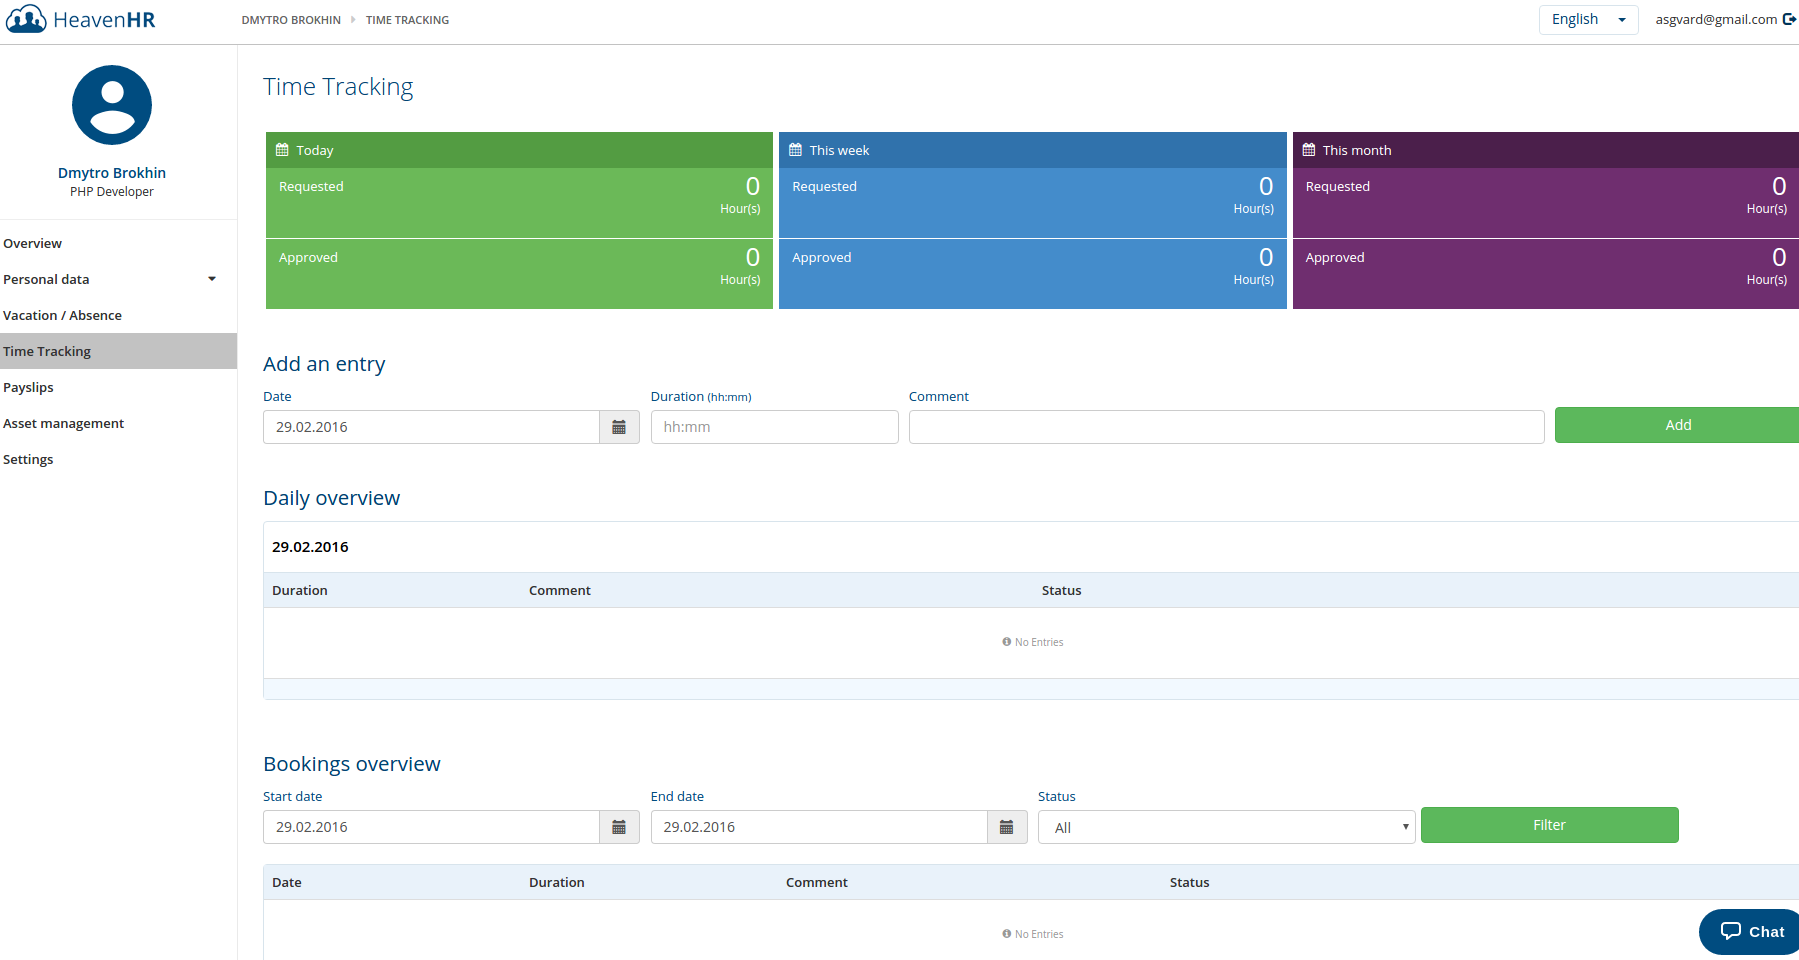 HeavenHR
DMYTRO BROKHIN TIME TRACKING
English
asgvard@gmail.com
Dmytro Brokhin
PHP Developer
Overview
Personal data
Vacation / Absence
Time Tracking
Payslips
Asset management
Settings
Time Tracking
Today
Requested
0
Hour(s)
Approved
0
Hour(s)
This week
Requested
0
Hour(s)
Approved
0
Hour(s)
This month
Requested
0
Hour(s)
Approved
0
Hour(s)
Add an entry
Date
Duration (hh:mm)
Comment
29.02.2016
hh:mm
Add
Daily overview
29.02.2016
Duration Comment Status
No Entries
Bookings overview
Start date
End date
Status
29.02.2016
29.02.2016
All
Filter
Date Duration Comment Status
No Entries
Chat